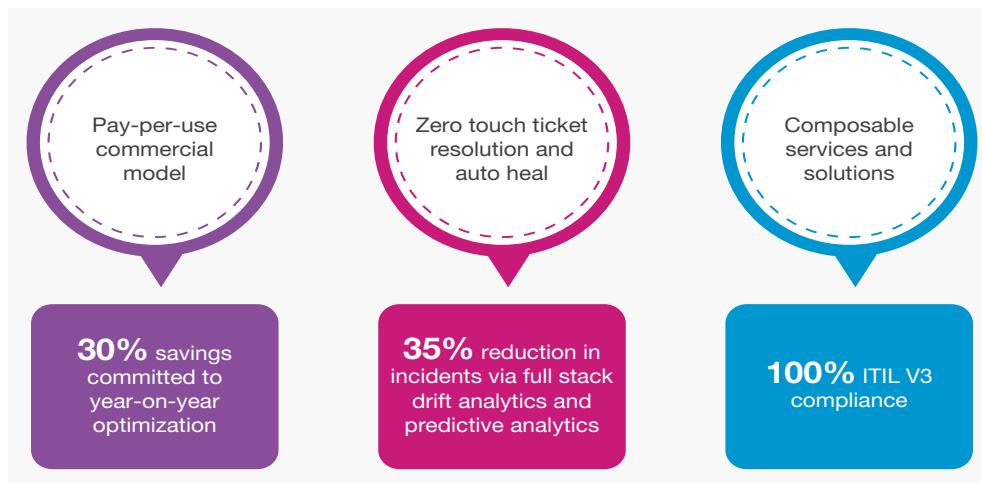 Pay-per-use
commercial
model
Zero touch ticket
resolution and
auto heal
Composable
services and
solutions
30% savings
committed to
year-on-year
optimization
35% reduction in
incidents via full stack
drift analytics and
predictive analytics
100% ITIL V3
compliance